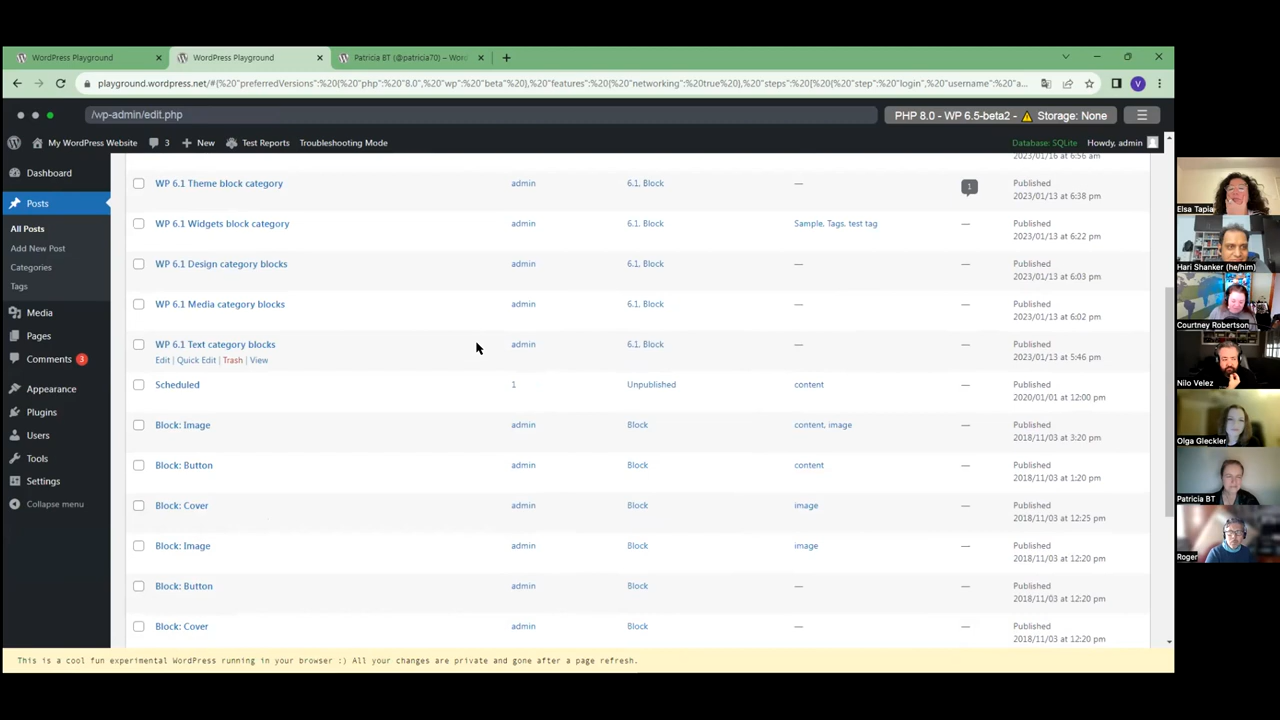 WordPress Playground
WordPress Playground
Patricia BT (@patricia70) – Word
playground.wordpress.net/#{%20"preferredVersions":%20{%20"php":%20"8.0",%20"wp":%20"beta"},%20"features":%20{%20"networking":%20true%20},%20"steps":%20[%20{%20"step":%20"login",%20"username":%20"a...
V
/wp-admin/edit.php
PHP 8.0 - WP 6.5-beta2 - Storage: None
My WordPress Website 3 New Test Reports Troubleshooting Mode Database: SQLite Howdy, admin
Dashboard
Posts
All Posts
Add New Post
Categories
Tags
Media
Pages
Comments 3
Appearance
Plugins
Users
Tools
Settings
Collapse menu
2023/01/16 at 6:56 am
WP 6.1 Theme block category admin 6.1, Block — 1 Published
2023/01/13 at 6:38 pm
WP 6.1 Widgets block category admin 6.1, Block Sample, Tags, test tag — Published
2023/01/13 at 6:22 pm
WP 6.1 Design category blocks admin 6.1, Block — — Published
2023/01/13 at 6:03 pm
WP 6.1 Media category blocks admin 6.1, Block — — Published
2023/01/13 at 6:02 pm
WP 6.1 Text category blocks admin 6.1, Block — — Published
Edit | Quick Edit | Trash | View 2023/01/13 at 5:46 pm
Scheduled 1 Unpublished content — Published
2020/01/01 at 12:00 pm
Block: Image admin Block content, image — Published
2018/11/03 at 3:20 pm
Block: Button admin Block content — Published
2018/11/03 at 1:20 pm
Block: Cover admin Block image — Published
2018/11/03 at 12:25 pm
Block: Image admin Block image — Published
2018/11/03 at 12:20 pm
Block: Button admin Block — — Published
2018/11/03 at 12:20 pm
Block: Cover admin Block — — Published
2018/11/03 at 12:20 pm
This is a cool fun experimental WordPress running in your browser :) All your changes are private and gone after a page refresh.
Elsa Tapia
Hari Shanker (he/him)
Courtney Robertson
Nilo Velez
Olga Gleckler
Patricia BT
Roger